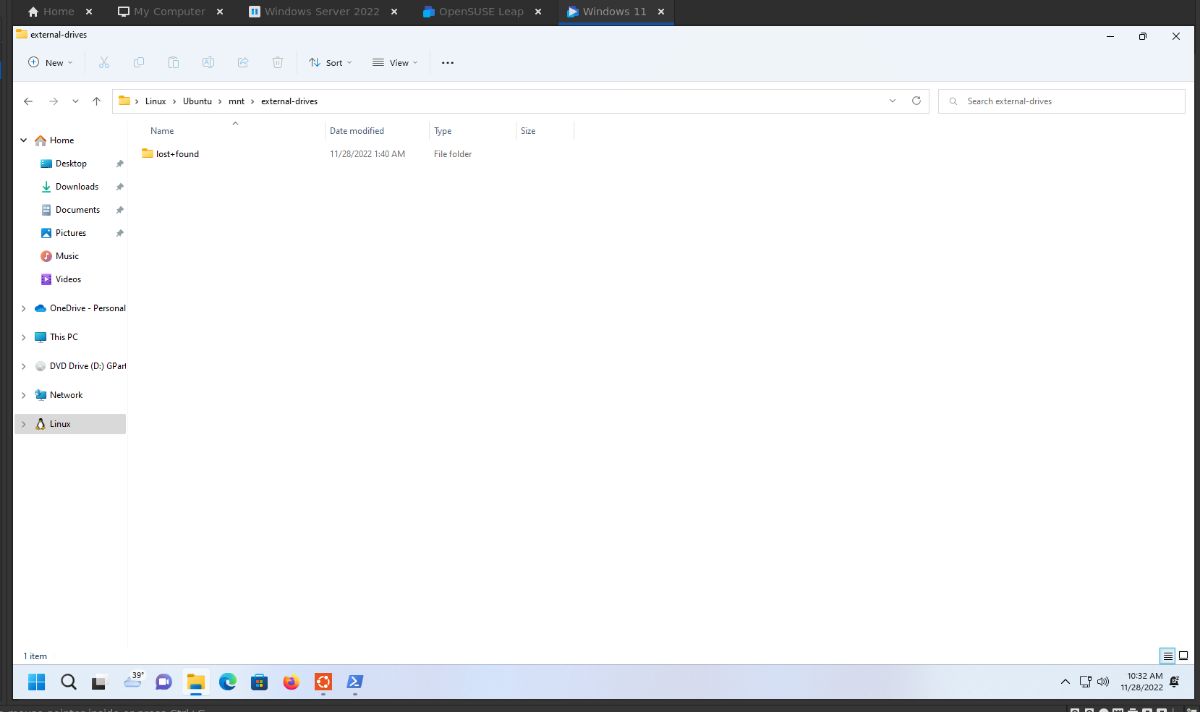 Home × My Computer × Windows Server 2022 × OpenSUSE Leap × Windows 11 ×
external-drives
New Sort View ...
Linux > Ubuntu > mnt > external-drives Search external-drives
Name Date modified Type Size
lost+found 11/28/2022 1:40 AM File folder
Home
Desktop
Downloads
Documents
Pictures
Music
Videos
OneDrive - Personal
This PC
DVD Drive (D:) GPart
Network
Linux
1 item
39°
10:32 AM
11/28/2022